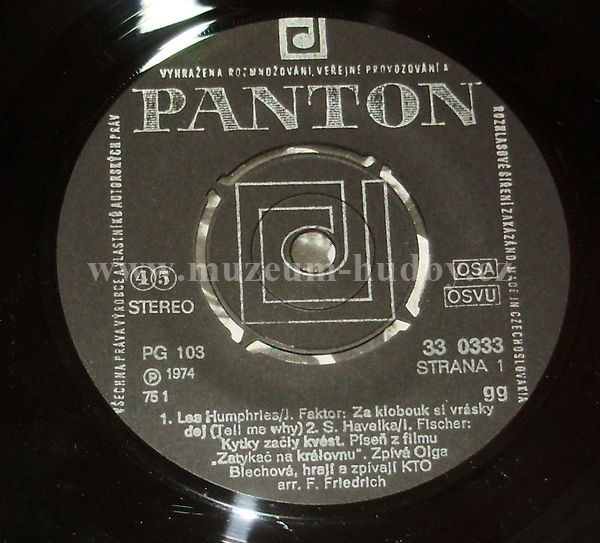 VYHRAŽENA ROZMNOŽOVÁNÍ, VEŘEJNÉ PROVOZOVÁNÍ A
PANTON
VŠECHNA PRÁVA VÝROBCE A VLASTNÍKŮ AUTORSKÝCH PRÁV
ROZHLASOVÉ ŠÍŘENÍ ZAKÁZÁNO. MADE IN CZECHOSLOVAKIA
www.muzeum-hudby.cz
45
STEREO
OSA
OSVU
PG 103
33 0333
℗ 1974
STRANA 1
75 1
gg
1. Les Humphries/J. Faktor: Za klobouk si vrásky
dej (Tell me why) 2. S. Havelka/I. Fischer:
Kytky začly kvést. Píseň z filmu
„Zatykač na královnu". Zpívá Olga
Blechová, hrají a zpívají KTO
arr. F. Friedrich